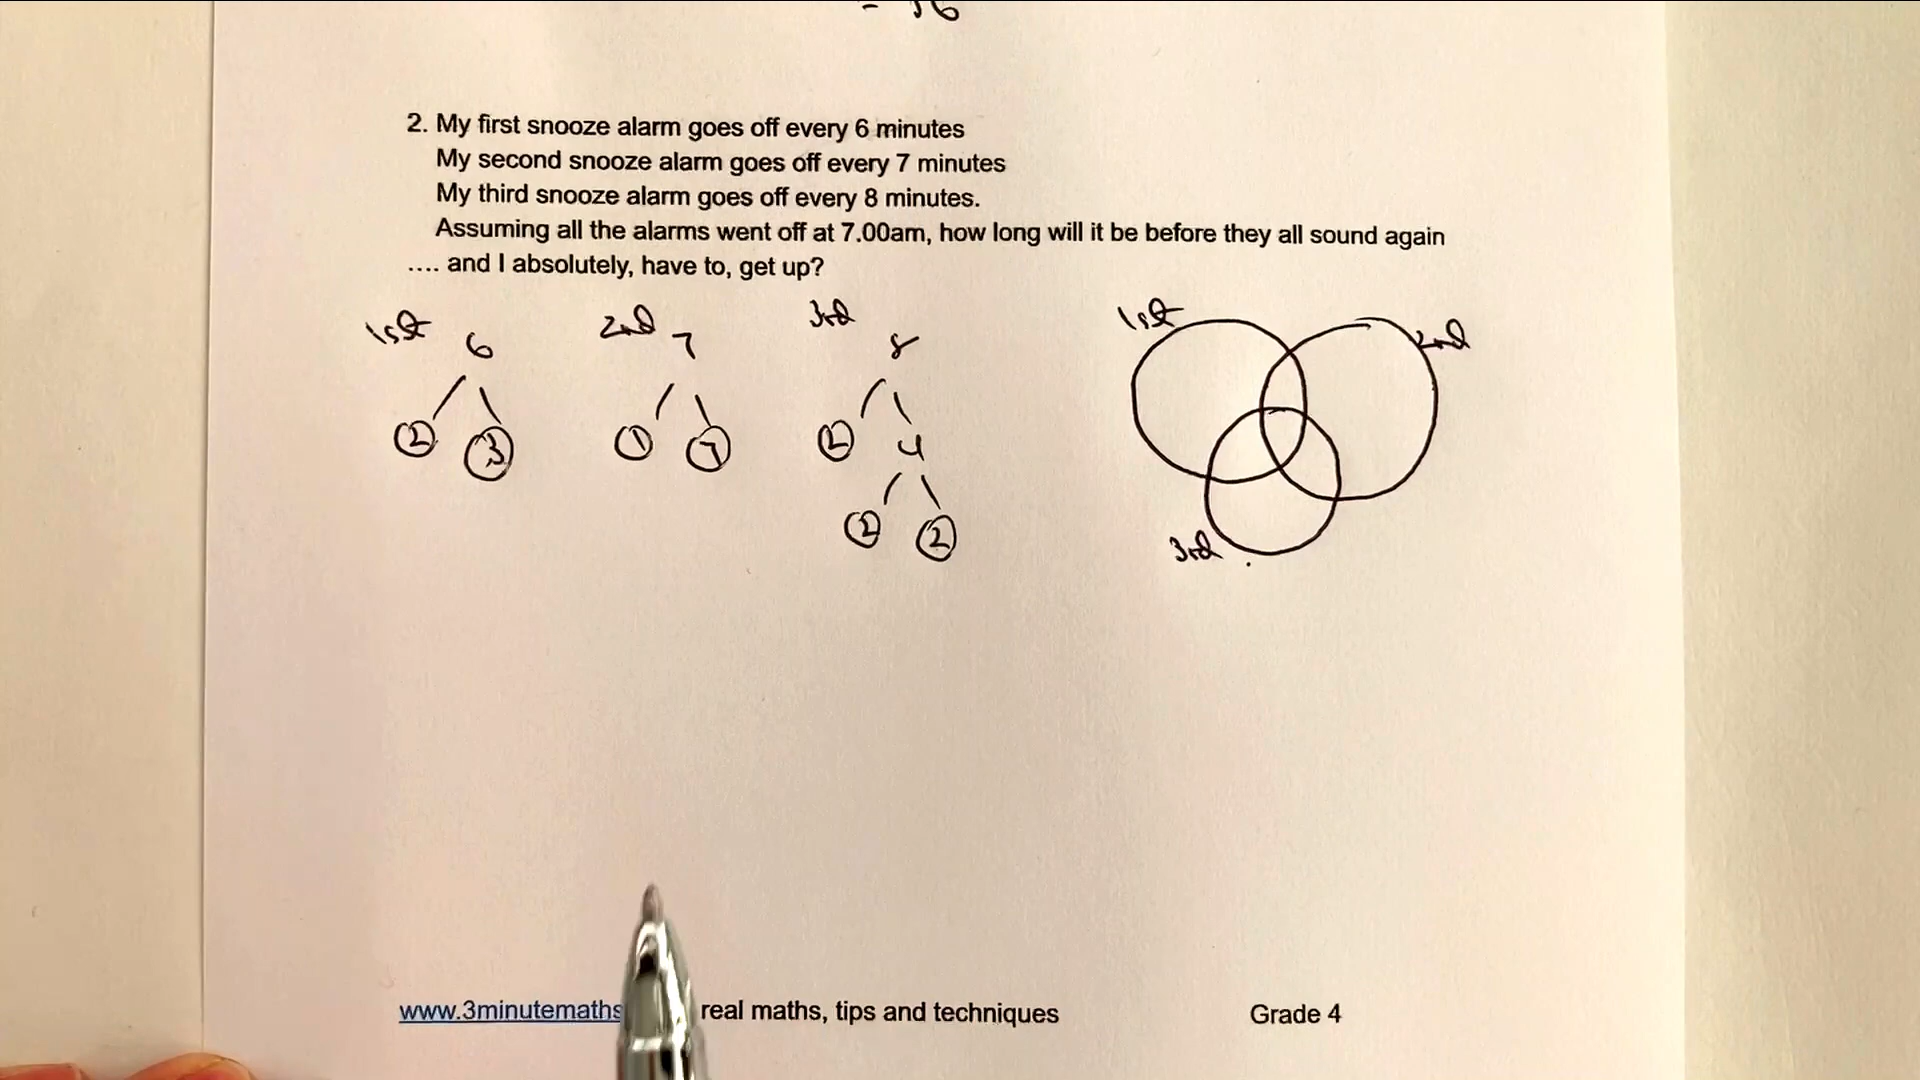 = 36
2. My first snooze alarm goes off every 6 minutes
My second snooze alarm goes off every 7 minutes
My third snooze alarm goes off every 8 minutes.
Assuming all the alarms went off at 7.00am, how long will it be before they all sound again
.... and I absolutely, have to, get up?
1st 6 2nd 7 3rd 8
2 3 1 7 2 4
2 2
1st 2nd
3rd
www.3minutemaths real maths, tips and techniques Grade 4